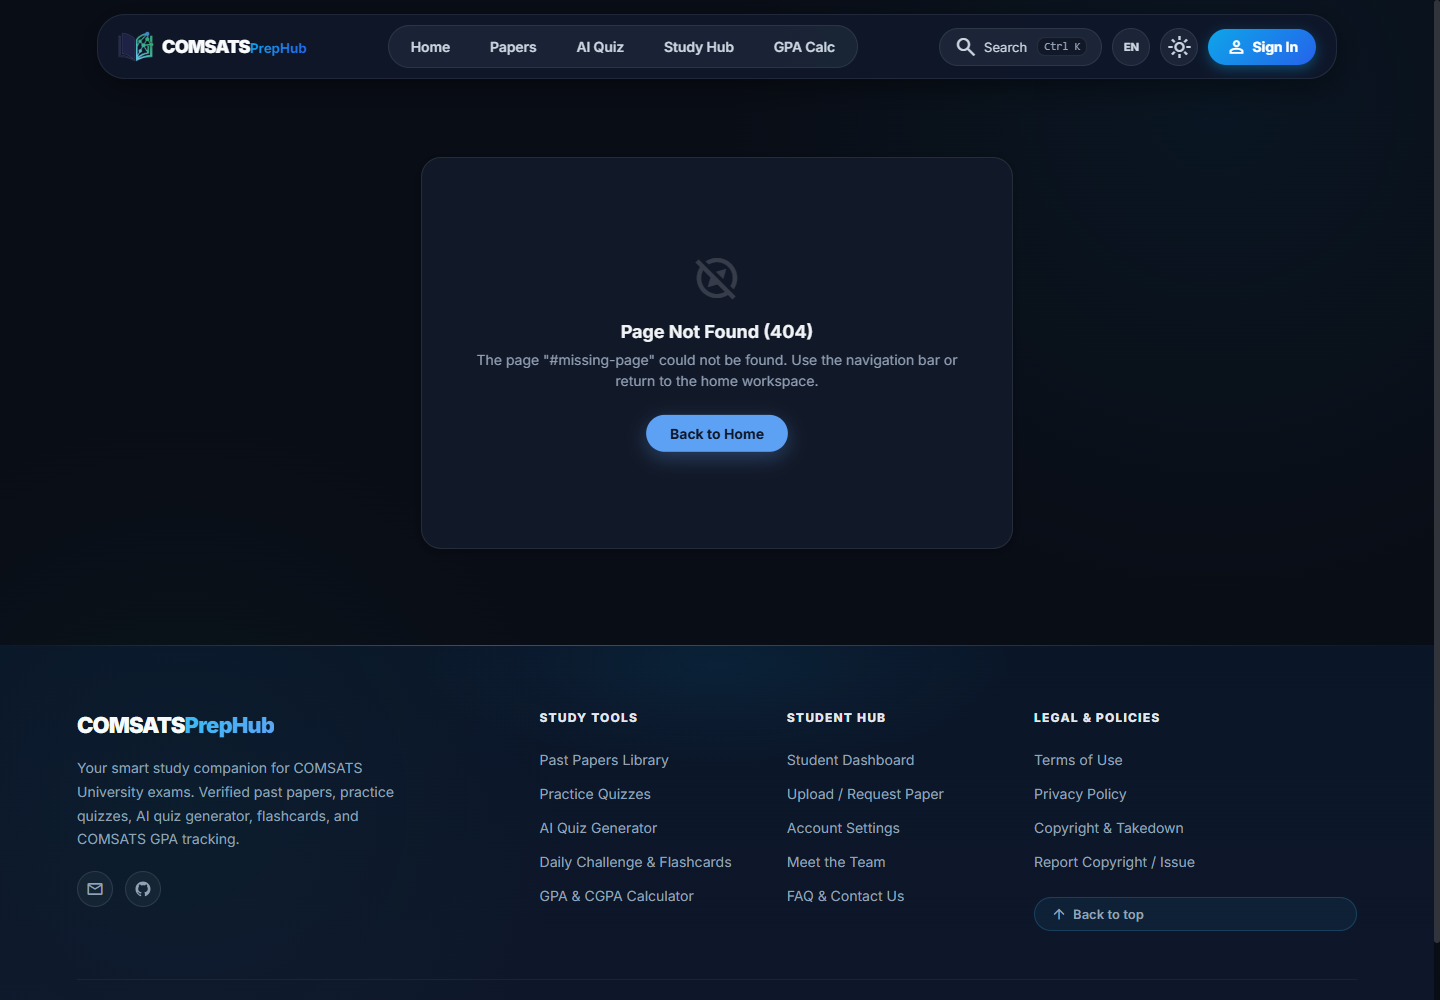 COMSATSPrepHub
Home
Papers
AI Quiz
Study Hub
GPA Calc
Search
Ctrl K
EN
Sign In
Page Not Found (404)
The page "#missing-page" could not be found. Use the navigation bar or
return to the home workspace.
Back to Home
COMSATSPrepHub
Your smart study companion for COMSATS
University exams. Verified past papers, practice
quizzes, AI quiz generator, flashcards, and
COMSATS GPA tracking.
STUDY TOOLS
Past Papers Library
Practice Quizzes
AI Quiz Generator
Daily Challenge & Flashcards
GPA & CGPA Calculator
STUDENT HUB
Student Dashboard
Upload / Request Paper
Account Settings
Meet the Team
FAQ & Contact Us
LEGAL & POLICIES
Terms of Use
Privacy Policy
Copyright & Takedown
Report Copyright / Issue
Back to top